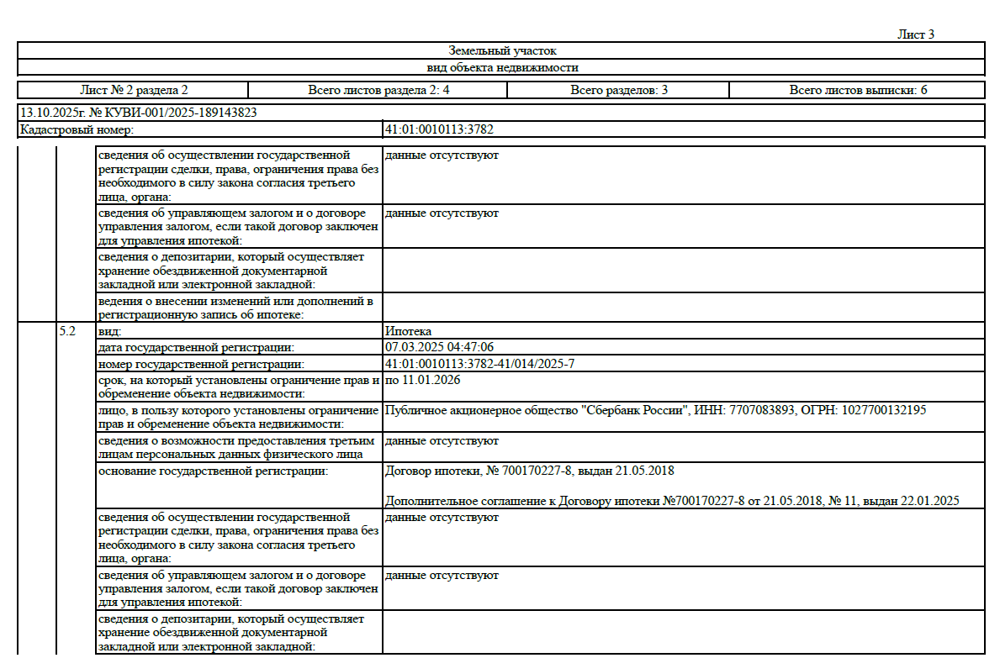 Лист 3
Земельный участок
вид объекта недвижимости
Лист № 2 раздела 2
Всего листов раздела 2: 4
Всего разделов: 3
Всего листов выписки: 6
13.10.2025г. № КУВИ-001/2025-189143823
Кадастровый номер:
41:01:0010113:3782
сведения об осуществлении государственной
регистрации сделки, права, ограничения права без
необходимого в силу закона согласия третьего
лица, органа:
данные отсутствуют
сведения об управляющем залогом и о договоре
управления залогом, если такой договор заключен
для управления ипотекой:
данные отсутствуют
сведения о депозитарии, который осуществляет
хранение обездвиженной документарной
закладной или электронной закладной:
ведения о внесении изменений или дополнений в
регистрационную запись об ипотеке:
5.2
вид:
Ипотека
дата государственной регистрации:
07.03.2025 04:47:06
номер государственной регистрации:
41:01:0010113:3782-41/014/2025-7
срок, на который установлены ограничение прав и
обременение объекта недвижимости:
по 11.01.2026
лицо, в пользу которого установлены ограничение
прав и обременение объекта недвижимости:
Публичное акционерное общество "Сбербанк России", ИНН: 7707083893, ОГРН: 1027700132195
сведения о возможности предоставления третьим
лицам персональных данных физического лица
данные отсутствуют
основание государственной регистрации:
Договор ипотеки, № 700170227-8, выдан 21.05.2018
Дополнительное соглашение к Договору ипотеки №700170227-8 от 21.05.2018, № 11, выдан 22.01.2025
сведения об осуществлении государственной
регистрации сделки, права, ограничения права без
необходимого в силу закона согласия третьего
лица, органа:
данные отсутствуют
сведения об управляющем залогом и о договоре
управления залогом, если такой договор заключен
для управления ипотекой:
данные отсутствуют
сведения о депозитарии, который осуществляет
хранение обездвиженной документарной
закладной или электронной закладной: